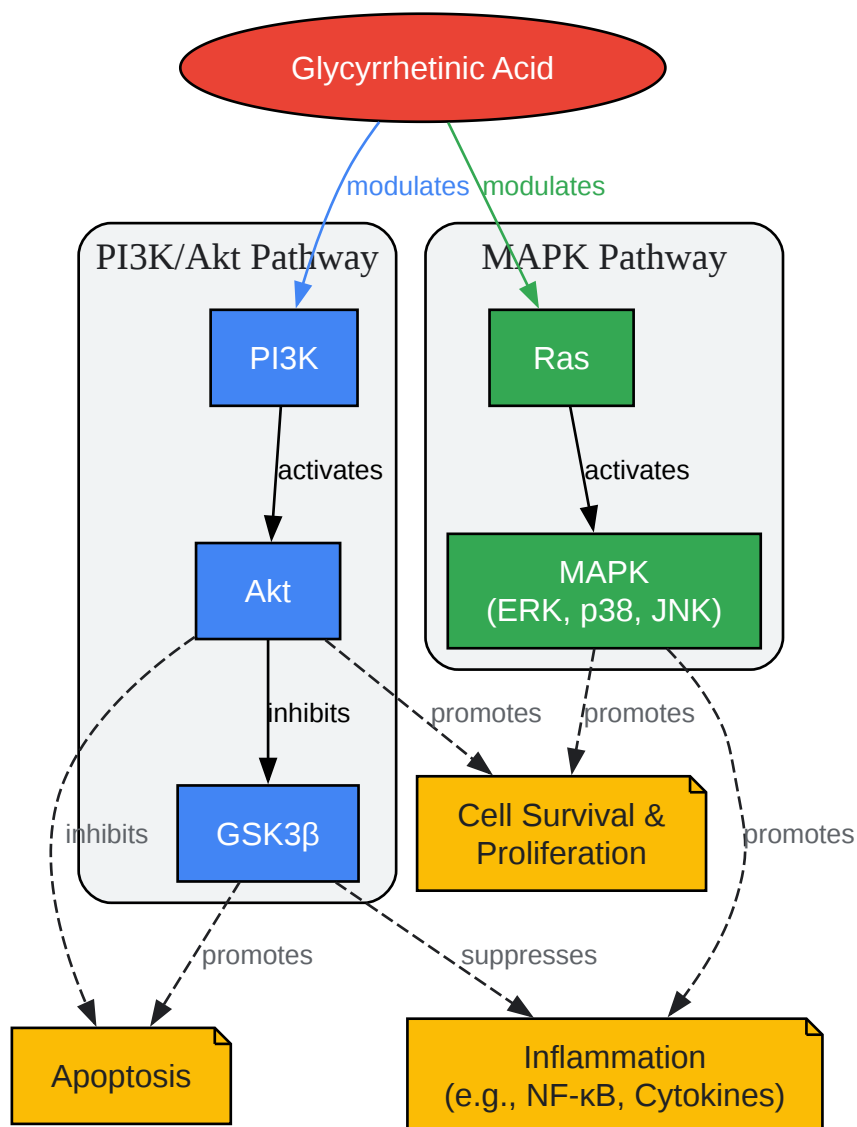 Glycyrrhetinic Acid
modulates
modulates
PI3K/Akt Pathway
MAPK Pathway
PI3K
Ras
activates
activates
Akt
MAPK
(ERK, p38, JNK)
inhibits
promotes
promotes
inhibits
GSK3β
Cell Survival &
Proliferation
promotes
promotes
suppresses
Apoptosis
Inflammation
(e.g., NF-κB, Cytokines)